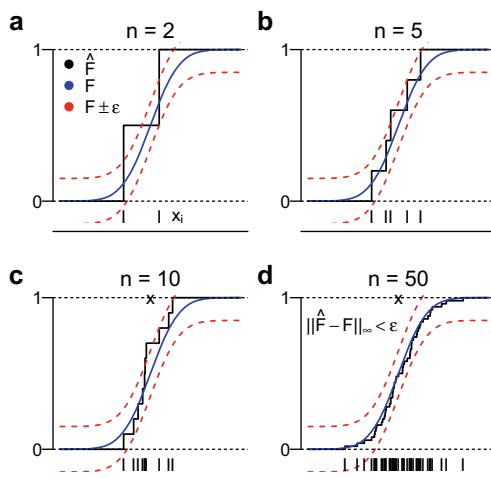 a
n = 2
1
0
F̂
F
F ± ε
xᵢ
b
n = 5
1
0
c
n = 10
x
1
0
d
n = 50
x
1
0
||F̂ − F||∞ < ε